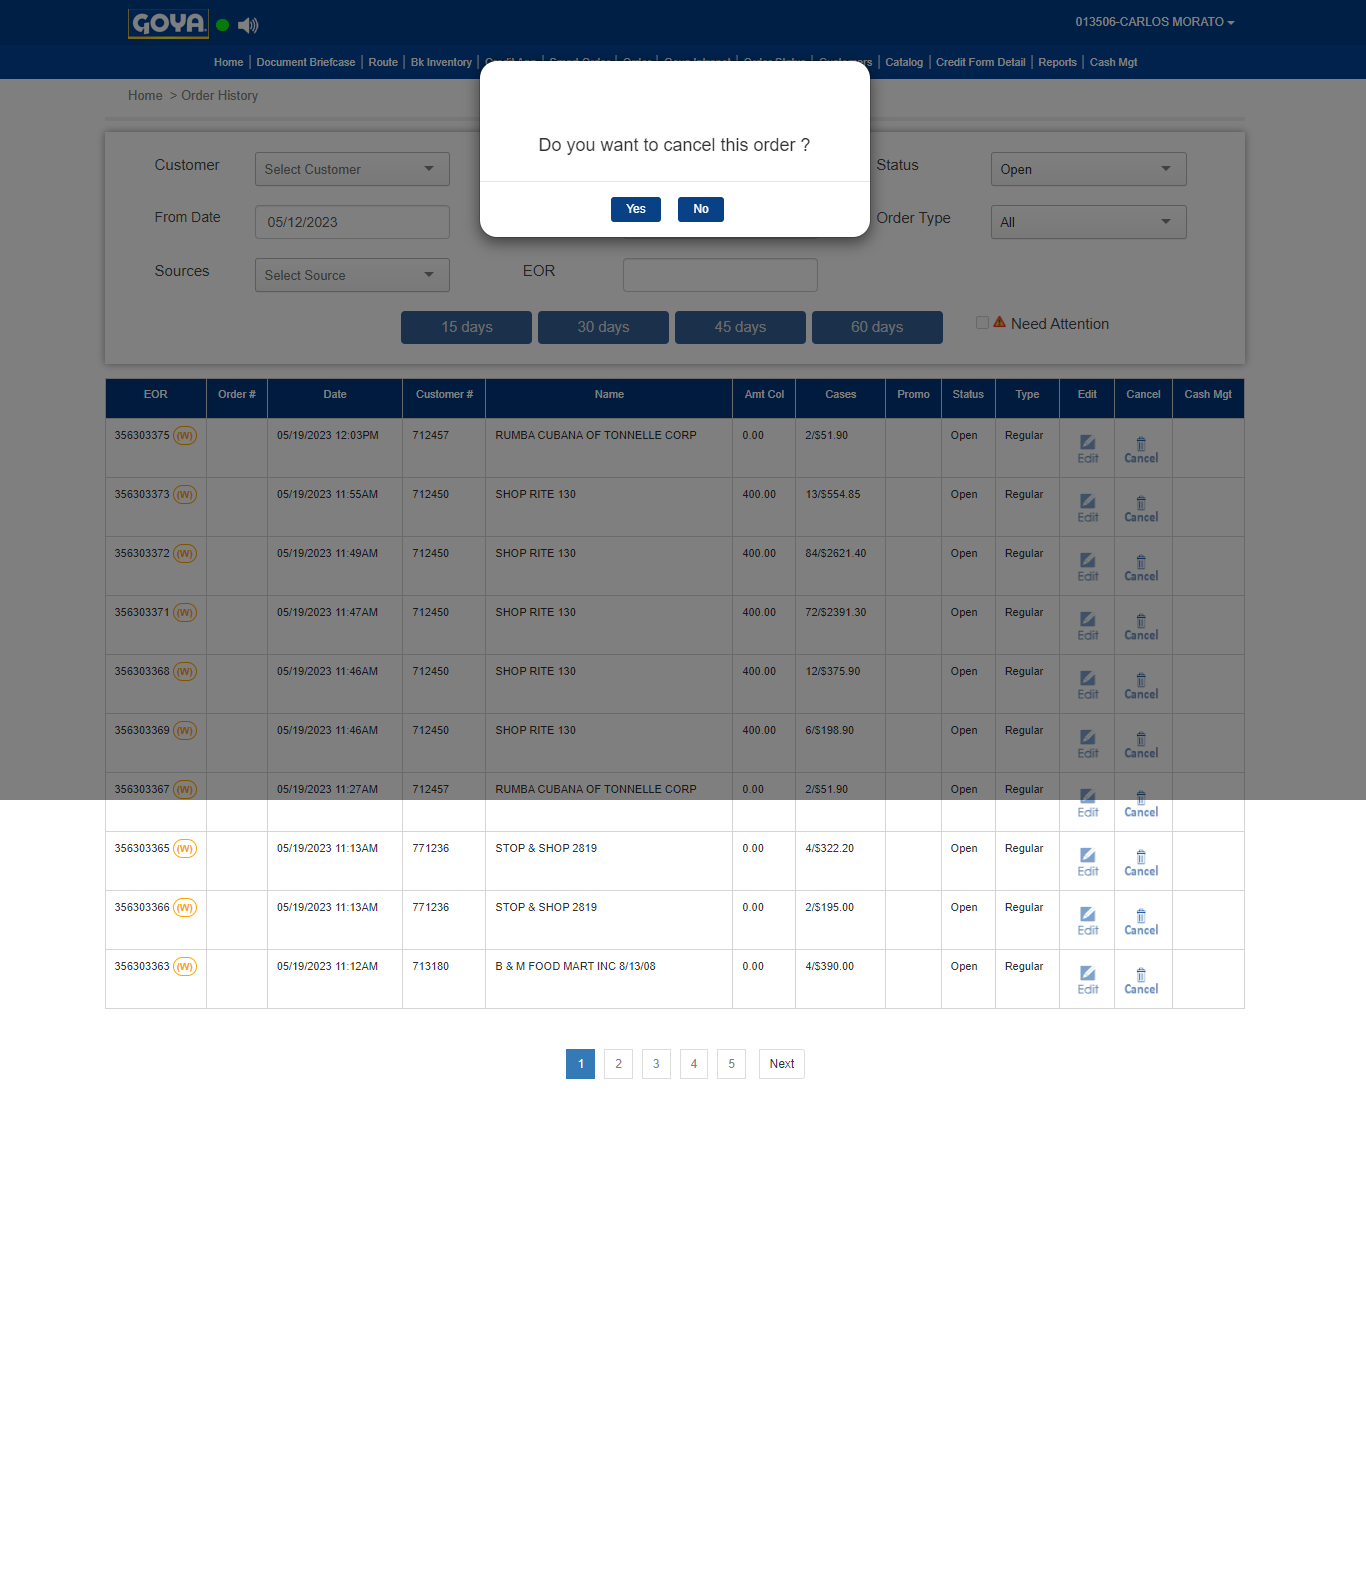 GOYA
013506-CARLOS MORATO
Home | Document Briefcase | Route | Bk Inventory | Credit App | Smart Order | Order | Goya Intranet | Order Status | Customers | Catalog | Credit Form Detail | Reports | Cash Mgt
Home > Order History
Do you want to cancel this order ?
Yes No
Customer Select Customer Status Open
From Date 05/12/2023 Order Type All
Sources Select Source EOR
15 days 30 days 45 days 60 days Need Attention
EOR Order # Date Customer # Name Amt Col Cases Promo Status Type Edit Cancel Cash Mgt
356303375 (W) 05/19/2023 12:03PM 712457 RUMBA CUBANA OF TONNELLE CORP 0.00 2/$51.90 Open Regular Edit Cancel
356303373 (W) 05/19/2023 11:55AM 712450 SHOP RITE 130 400.00 13/$554.85 Open Regular Edit Cancel
356303372 (W) 05/19/2023 11:49AM 712450 SHOP RITE 130 400.00 84/$2621.40 Open Regular Edit Cancel
356303371 (W) 05/19/2023 11:47AM 712450 SHOP RITE 130 400.00 72/$2391.30 Open Regular Edit Cancel
356303368 (W) 05/19/2023 11:46AM 712450 SHOP RITE 130 400.00 12/$375.90 Open Regular Edit Cancel
356303369 (W) 05/19/2023 11:46AM 712450 SHOP RITE 130 400.00 6/$198.90 Open Regular Edit Cancel
356303367 (W) 05/19/2023 11:27AM 712457 RUMBA CUBANA OF TONNELLE CORP 0.00 2/$51.90 Open Regular Edit Cancel
356303365 (W) 05/19/2023 11:13AM 771236 STOP & SHOP 2819 0.00 4/$322.20 Open Regular Edit Cancel
356303366 (W) 05/19/2023 11:13AM 771236 STOP & SHOP 2819 0.00 2/$195.00 Open Regular Edit Cancel
356303363 (W) 05/19/2023 11:12AM 713180 B & M FOOD MART INC 8/13/08 0.00 4/$390.00 Open Regular Edit Cancel
1 2 3 4 5 Next